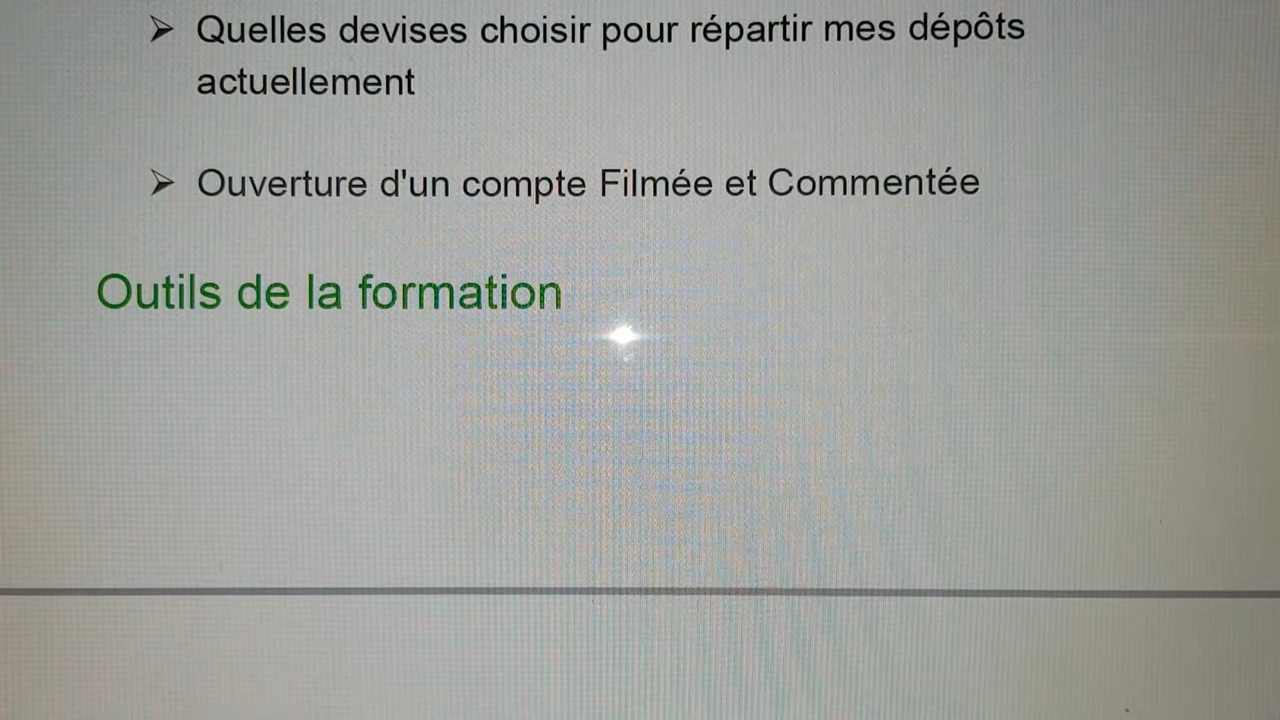 ➢ Quelles devises choisir pour répartir mes dépôts
actuellement
➢ Ouverture d'un compte Filmée et Commentée
Outils de la formation